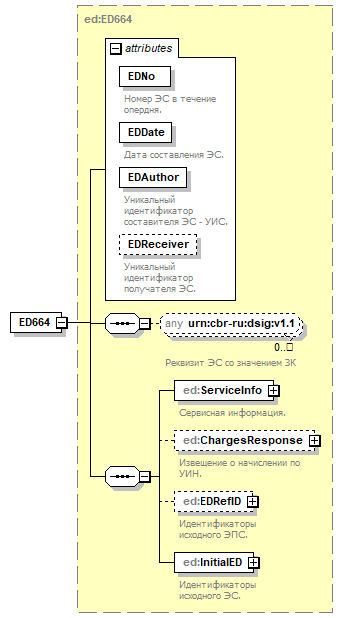 ed:ED664
attributes
EDNo
Номер ЭС в течение
опердня.
EDDate
Дата составления ЭС.
EDAuthor
Уникальный
идентификатор
составителя ЭС - УИС.
EDReceiver
Уникальный
идентификатор
получателя ЭС.
ED664
any urn:cbr-ru:dsig:v1.1
0..□
Реквизит ЭС со значением ЗК
ed:ServiceInfo
Сервисная информация.
ed:ChargesResponse
Извещение о начислении по
УИН.
ed:EDRefID
Идентификаторы
исходного ЭПС.
ed:InitialED
Идентификаторы
исходного ЭС.